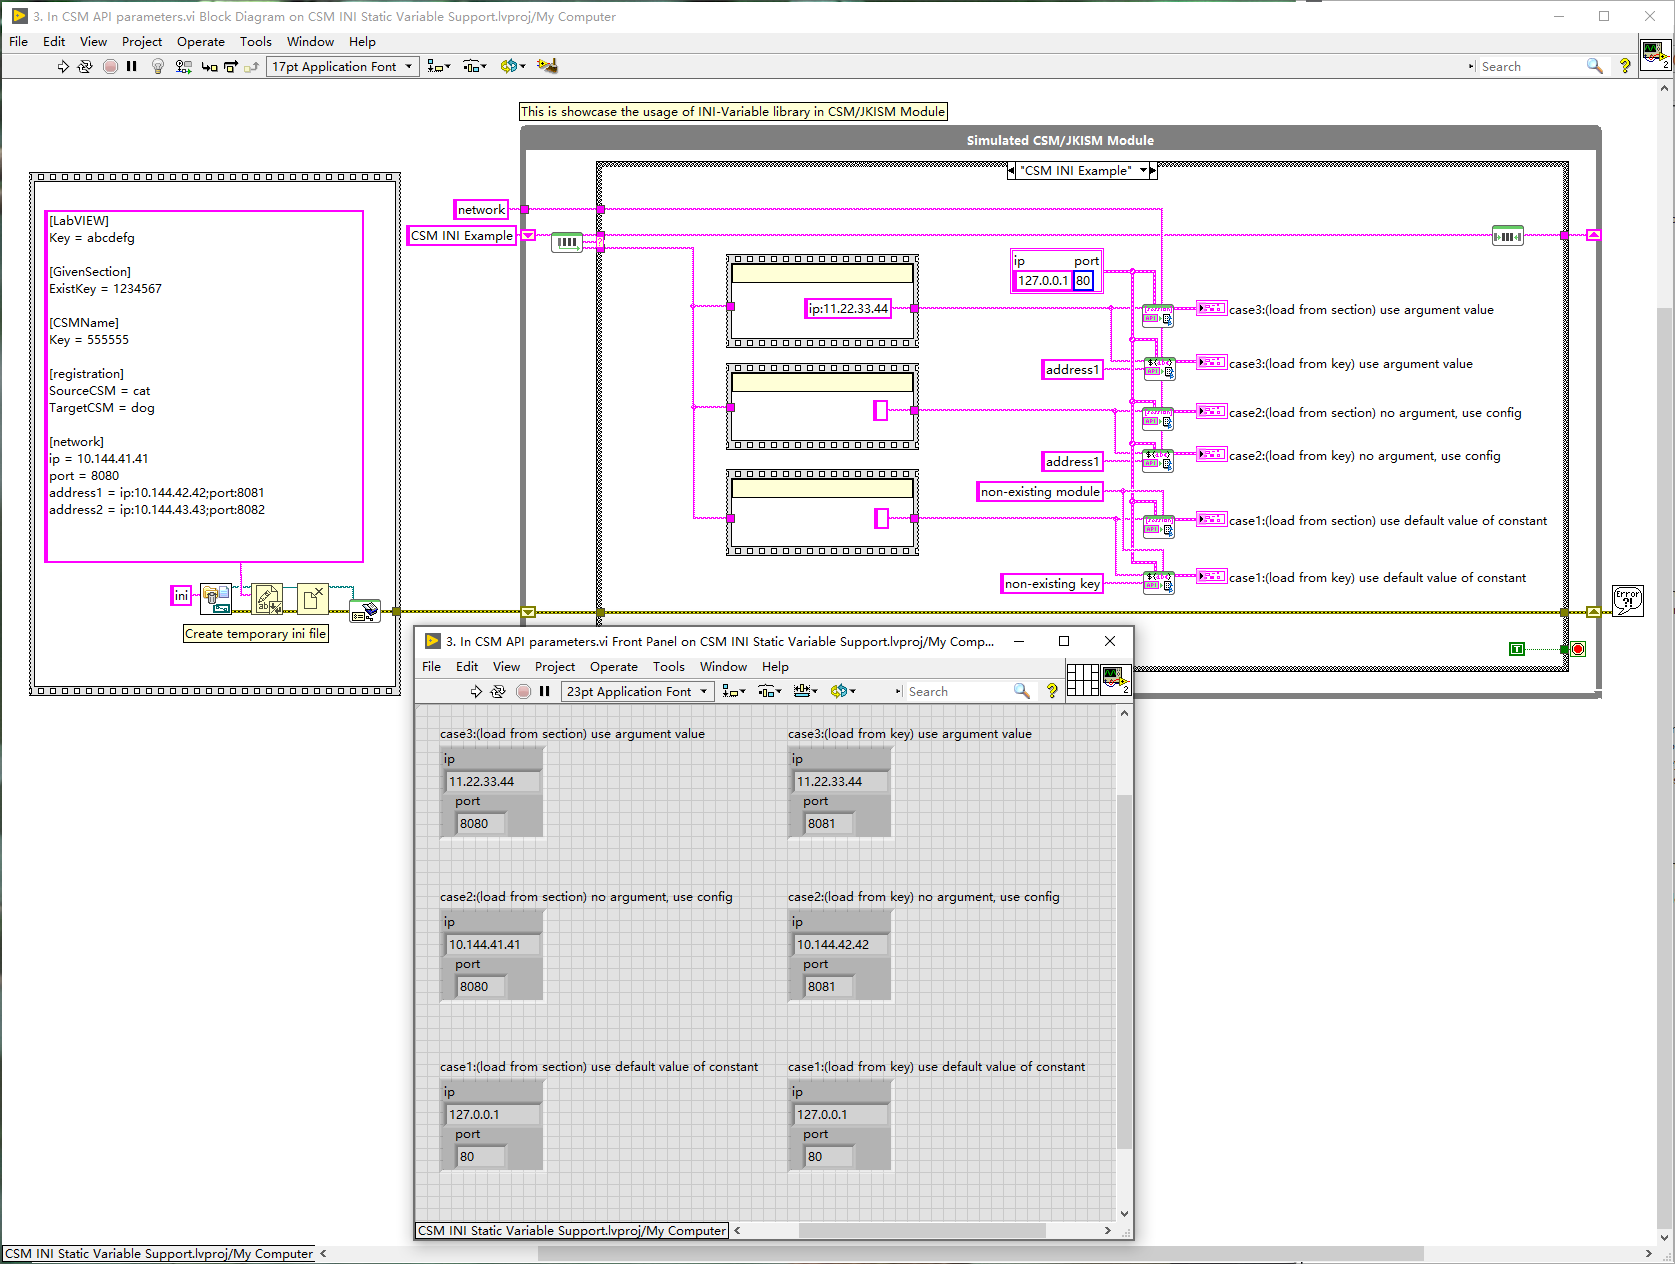 3. In CSM API parameters.vi Block Diagram on CSM INI Static Variable Support.lvproj/My Computer
File Edit View Project Operate Tools Window Help
17pt Application Font
Search
2
This is showcase the usage of INI-Variable library in CSM/JKISM Module
Simulated CSM/JKISM Module
"CSM INI Example"
[LabVIEW]
Key = abcdefg
[GivenSection]
ExistKey = 1234567
[CSMName]
Key = 555555
[registration]
SourceCSM = cat
TargetCSM = dog
[network]
ip = 10.144.41.41
port = 8080
address1 = ip:10.144.42.42;port:8081
address2 = ip:10.144.43.43;port:8082
ini
Create temporary ini file
network
CSM INI Example
ip port
127.0.0.1 80
ip:11.22.33.44
case3:(load from section) use argument value
address1
case3:(load from key) use argument value
case2:(load from section) no argument, use config
address1
case2:(load from key) no argument, use config
non-existing module
case1:(load from section) use default value of constant
non-existing key
case1:(load from key) use default value of constant
Error
?!
T
3. In CSM API parameters.vi Front Panel on CSM INI Static Variable Support.lvproj/My Comp...
File Edit View Project Operate Tools Window Help
23pt Application Font
Search
2
case3:(load from section) use argument value
ip
11.22.33.44
port
8080
case3:(load from key) use argument value
ip
11.22.33.44
port
8081
case2:(load from section) no argument, use config
ip
10.144.41.41
port
8080
case2:(load from key) no argument, use config
ip
10.144.42.42
port
8081
case1:(load from section) use default value of constant
ip
127.0.0.1
port
80
case1:(load from key) use default value of constant
ip
127.0.0.1
port
80
CSM INI Static Variable Support.lvproj/My Computer
CSM INI Static Variable Support.lvproj/My Computer